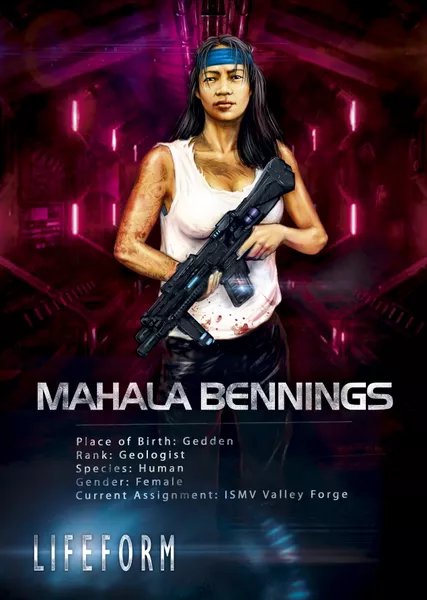 MAHALA BENNINGS
Place of Birth: Gedden
Rank: Geologist
Species: Human
Gender: Female
Current Assignment: ISMV Valley Forge
LIFEFORM